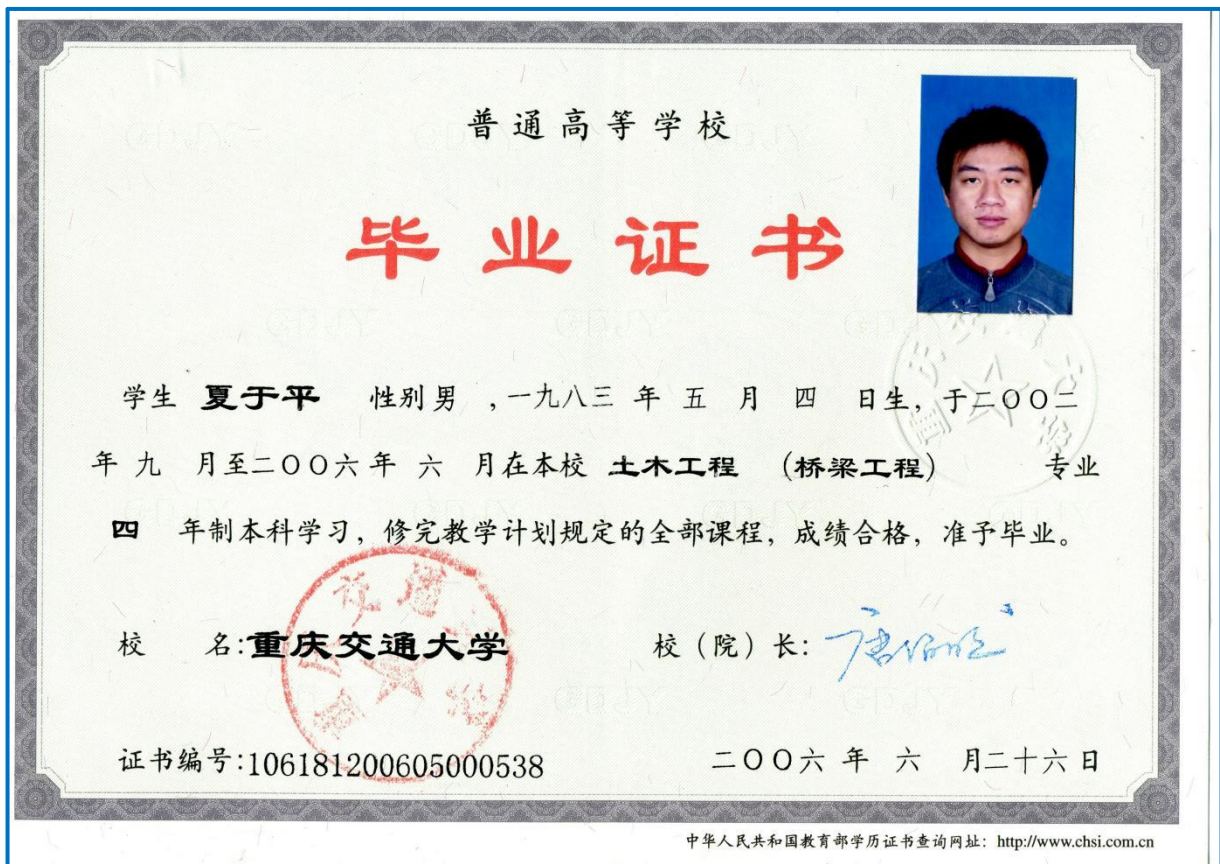 普通高等学校
毕业证书
学生 夏于平 性别 男 ,一九八三 年 五 月 四 日生, 于二〇〇二
年 九 月至二〇〇六年 六 月在本校 土木工程 (桥梁工程) 专业
四 年制本科学习, 修完教学计划规定的全部课程, 成绩合格, 准予毕业。
校 名:重庆交通大学 校(院)长:
证书编号:106181200605000538 二〇〇六 年 六 月二十六日
中华人民共和国教育部学历证书查询网址: http://www.chsi.com.cn